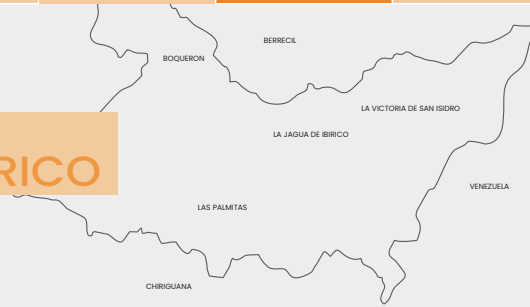 BERRECIL
BOQUERON
LA VICTORIA DE SAN ISIDRO
LA JAGUA DE IBIRICO
RICO
VENEZUELA
LAS PALMITAS
CHIRIGUANA